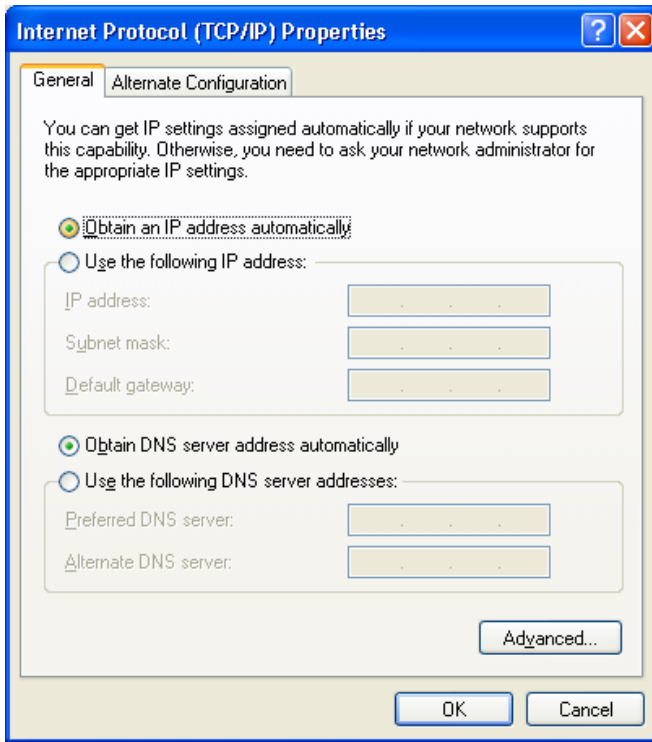 Internet Protocol (TCP/IP) Properties
General Alternate Configuration
You can get IP settings assigned automatically if your network supports
this capability. Otherwise, you need to ask your network administrator for
the appropriate IP settings.
Obtain an IP address automatically
Use the following IP address:
IP address:
Subnet mask:
Default gateway:
Obtain DNS server address automatically
Use the following DNS server addresses:
Preferred DNS server:
Alternate DNS server:
Advanced...
OK Cancel